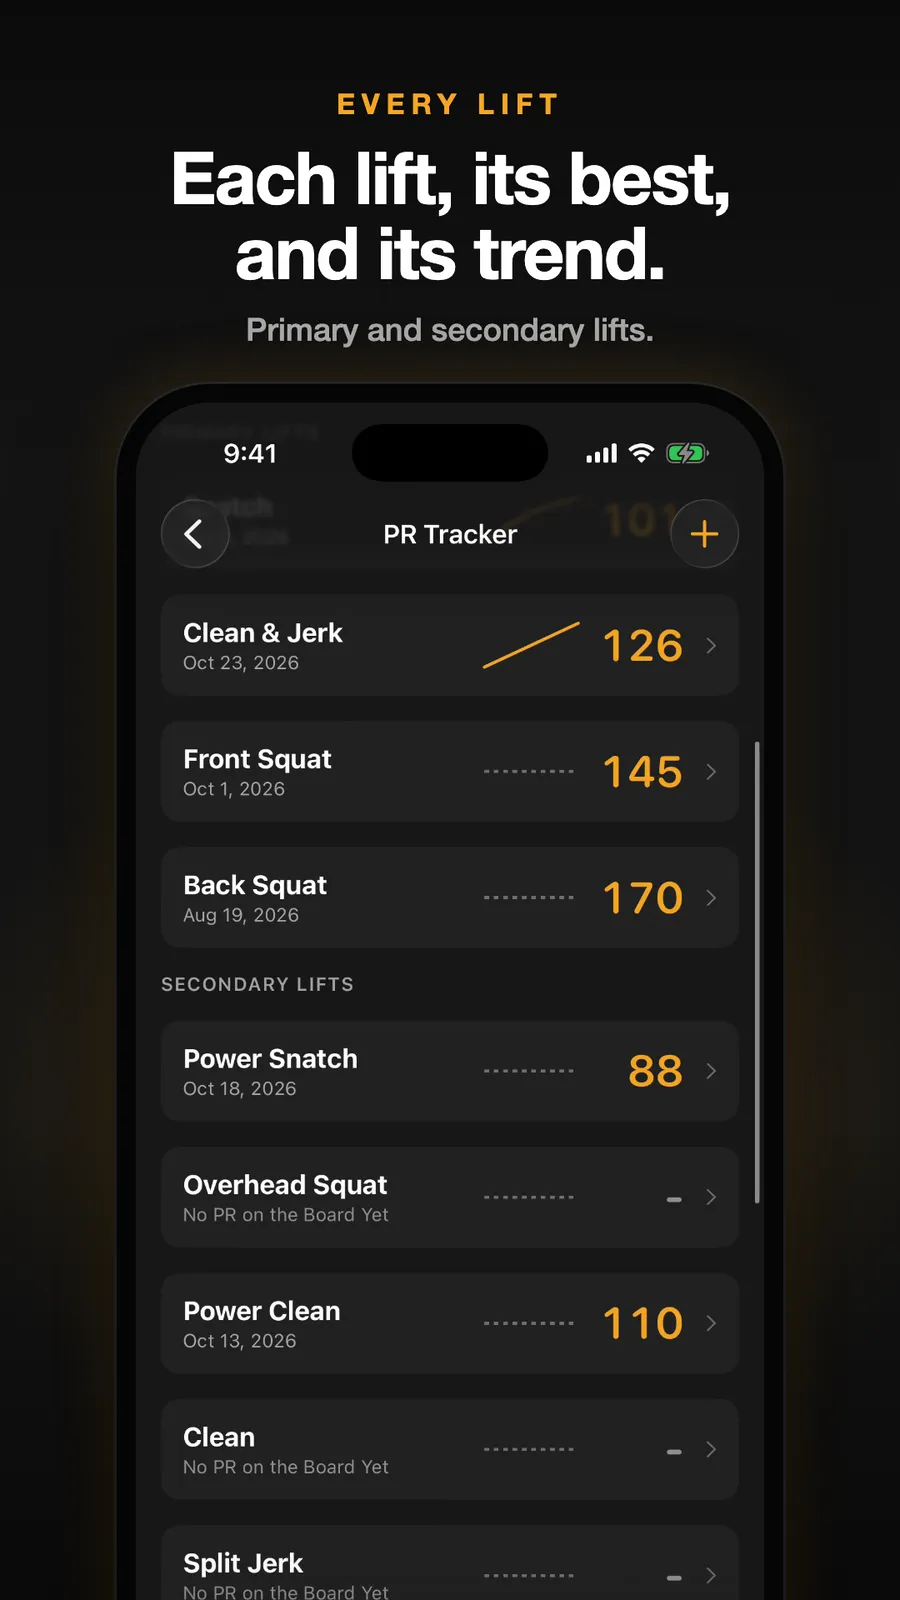 EVERY LIFT
Each lift, its best,
and its trend.
Primary and secondary lifts.
9:41
PR Tracker
101
Clean & Jerk
Oct 23, 2026
126
Front Squat
Oct 1, 2026
145
Back Squat
Aug 19, 2026
170
SECONDARY LIFTS
Power Snatch
Oct 18, 2026
88
Overhead Squat
No PR on the Board Yet
–
Power Clean
Oct 13, 2026
110
Clean
No PR on the Board Yet
–
Split Jerk
No PR on the Board Yet
–